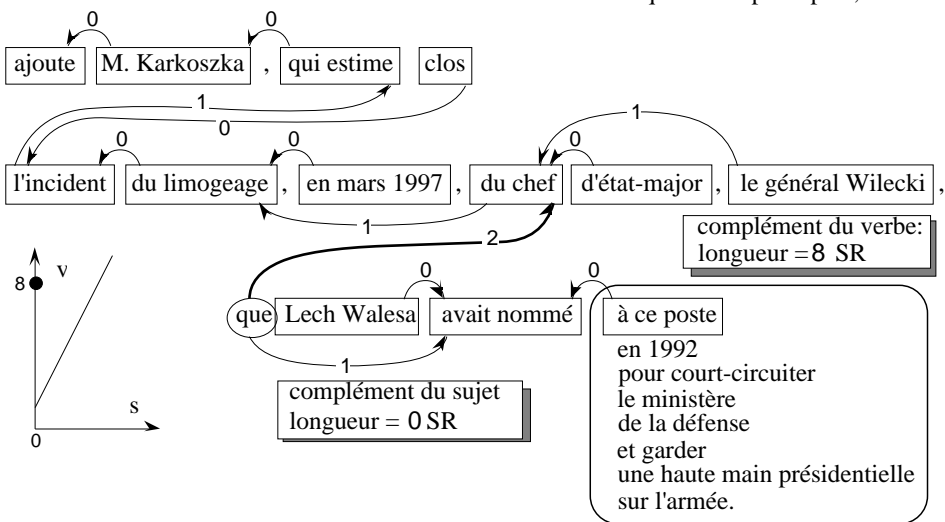 0 0
ajoute M. Karkoszka , qui estime clos
1
0
0 0 0 1
l'incident du limogeage , en mars 1997 , du chef d'état-major , le général Wilecki ,
1
2
complément du verbe:
longueur = 8 SR
v
8
s
0
0 0
que Lech Walesa avait nommé à ce poste
1
en 1992
pour court-circuiter
le ministère
de la défense
et garder
une haute main présidentielle
sur l'armée.
complément du sujet
longueur = 0 SR